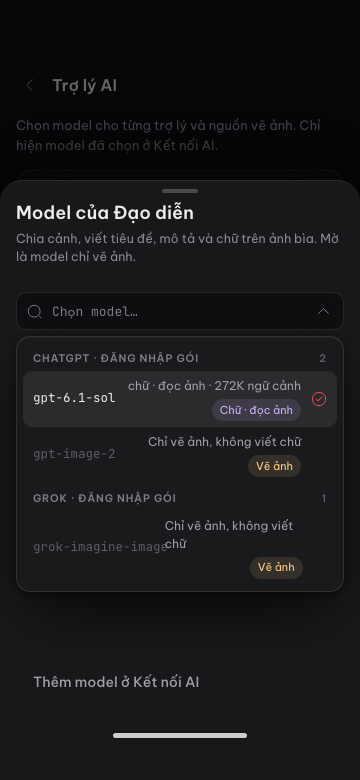 Trợ lý AI
Chọn model cho từng trợ lý và nguồn vẽ ảnh. Chỉ
hiện model đã chọn ở Kết nối AI.
Model của Đạo diễn
Chia cảnh, viết tiêu đề, mô tả và chữ trên ảnh bìa. Mờ
là model chỉ vẽ ảnh.
Chọn model…
CHATGPT · ĐĂNG NHẬP GÓI 2
gpt-6.1-sol chữ · đọc ảnh · 272K ngữ cảnh
Chữ · đọc ảnh
gpt-image-2 Chỉ vẽ ảnh, không viết chữ
Vẽ ảnh
GROK · ĐĂNG NHẬP GÓI 1
grok-imagine-image Chỉ vẽ ảnh, không viết
chữ
Vẽ ảnh
Thêm model ở Kết nối AI